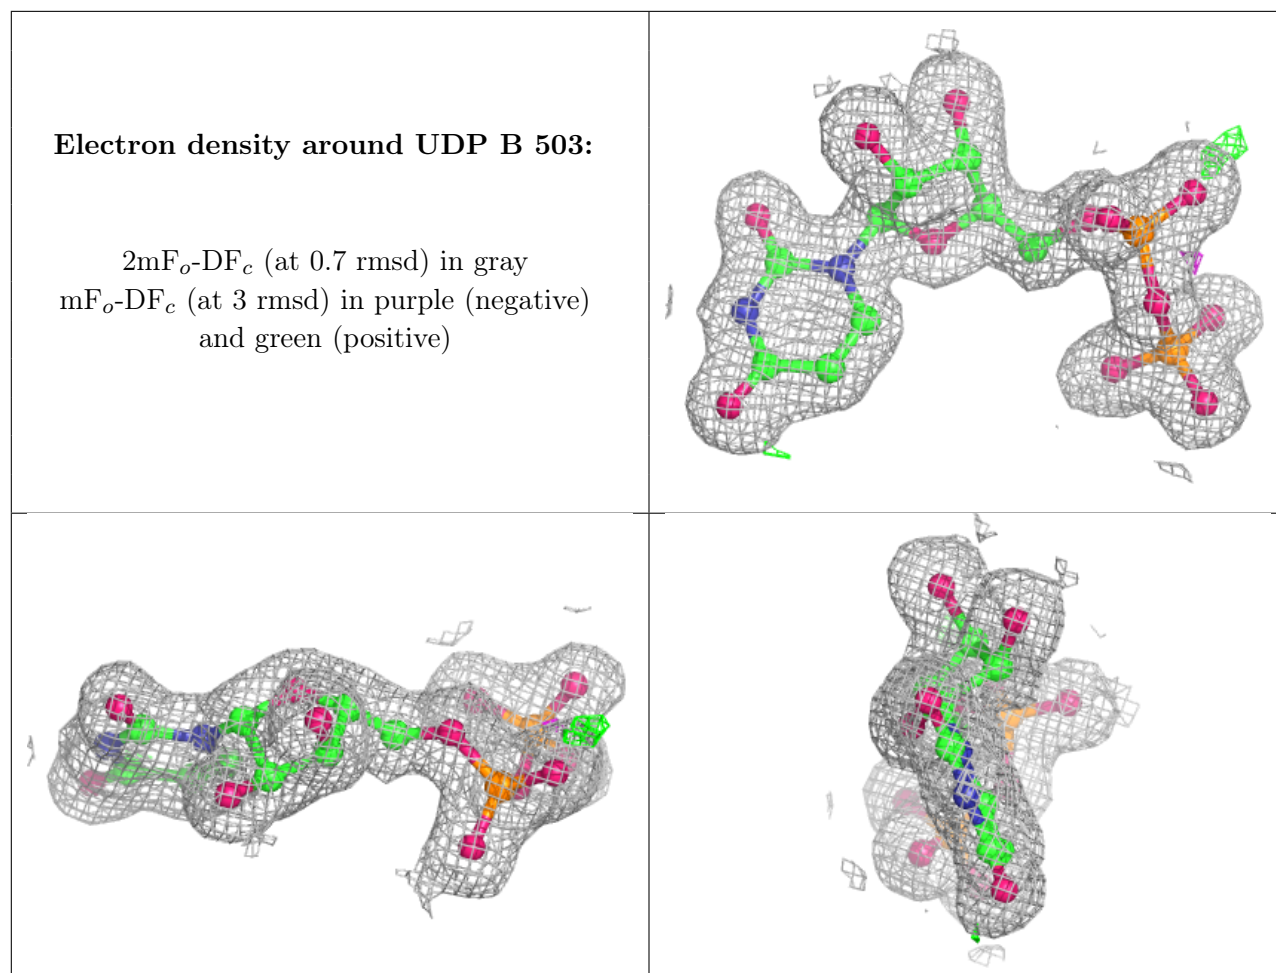 Electron density around UDP B 503:
2mFo-DFc (at 0.7 rmsd) in gray
mFo-DFc (at 3 rmsd) in purple (negative)
and green (positive)